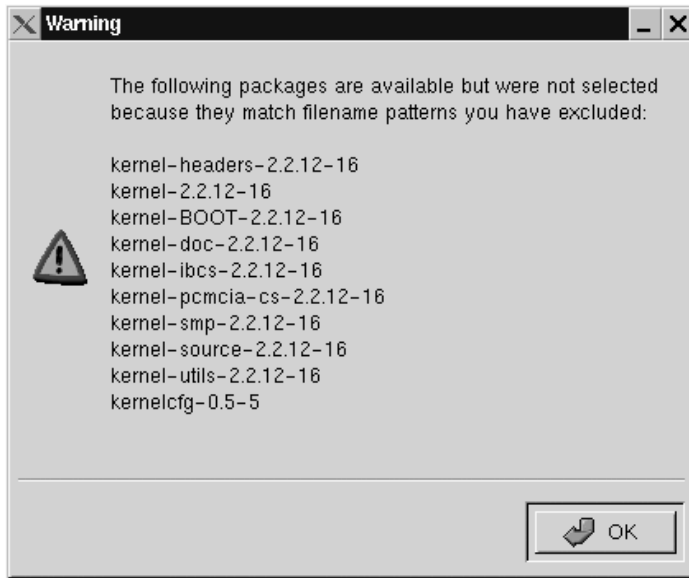 Warning
The following packages are available but were not selected
because they match filename patterns you have excluded:
kernel-headers-2.2.12-16
kernel-2.2.12-16
kernel-BOOT-2.2.12-16
kernel-doc-2.2.12-16
kernel-ibcs-2.2.12-16
kernel-pcmcia-cs-2.2.12-16
kernel-smp-2.2.12-16
kernel-source-2.2.12-16
kernel-utils-2.2.12-16
kernelcfg-0.5-5
OK